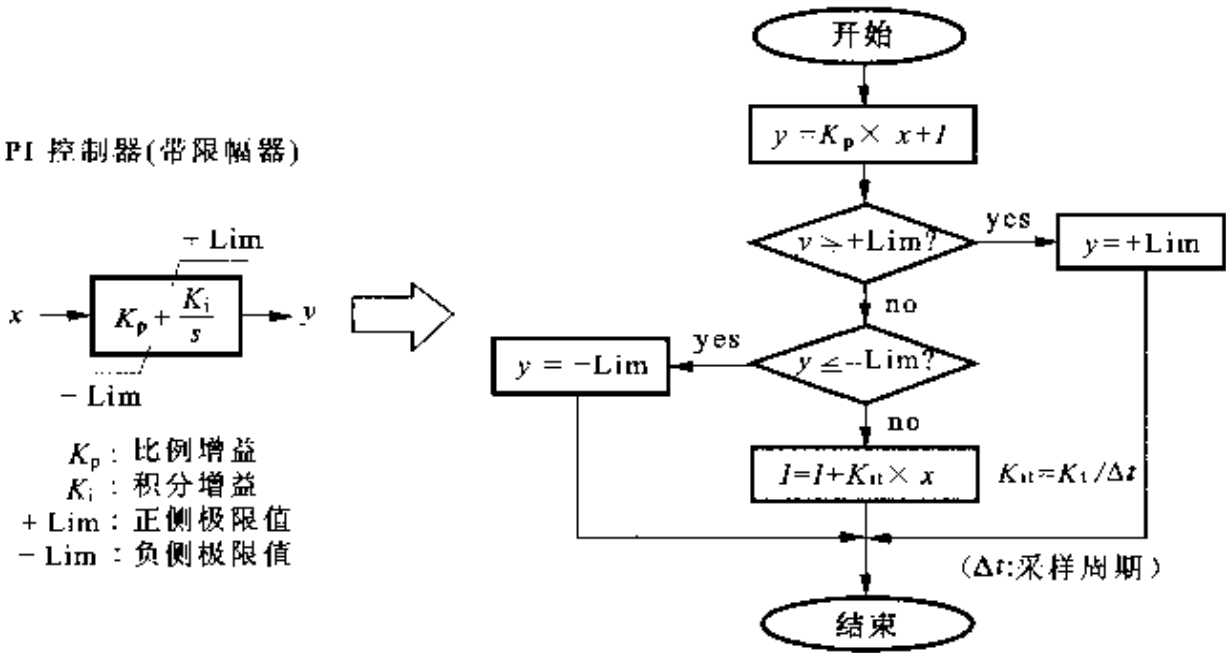 PI 控制器(带限幅器)
+ Lim
x
K_p + K_i/s
y
− Lim
K_p : 比例增益
K_i : 积分增益
+ Lim : 正侧极限值
− Lim : 负侧极限值
开始
y = K_p × x + I
y ≥ +Lim?
yes
y = +Lim
no
y ≤ −Lim?
yes
y = −Lim
no
I = I + K_it × x
K_it = K_i / Δt
(Δt:采样周期)
结束